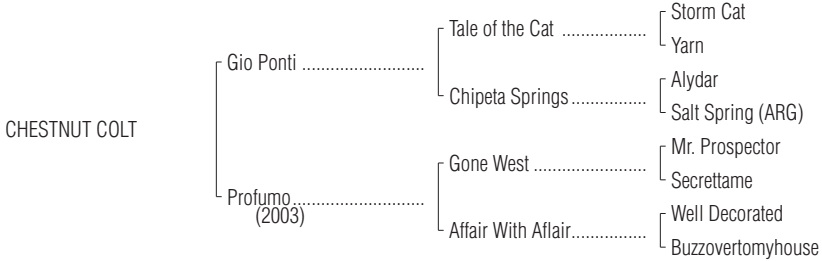 Storm Cat
Tale of the Cat ...................
Yarn
Gio Ponti ...........................
Alydar
Chipeta Springs.................
Salt Spring (ARG)
CHESTNUT COLT
Mr. Prospector
Gone West .........................
Secrettame
Profumo.............................
(2003)
Well Decorated
Affair With Aflair.................
Buzzovertomyhouse